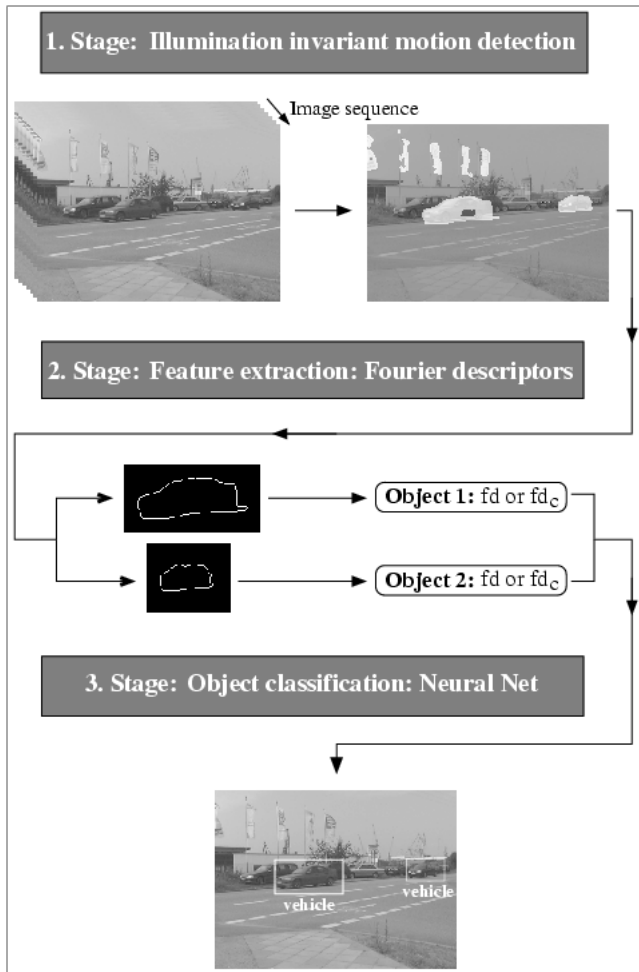 1. Stage: Illumination invariant motion detection
Image sequence
2. Stage: Feature extraction: Fourier descriptors
Object 1: fd or fdc
Object 2: fd or fdc
3. Stage: Object classification: Neural Net
vehicle
vehicle